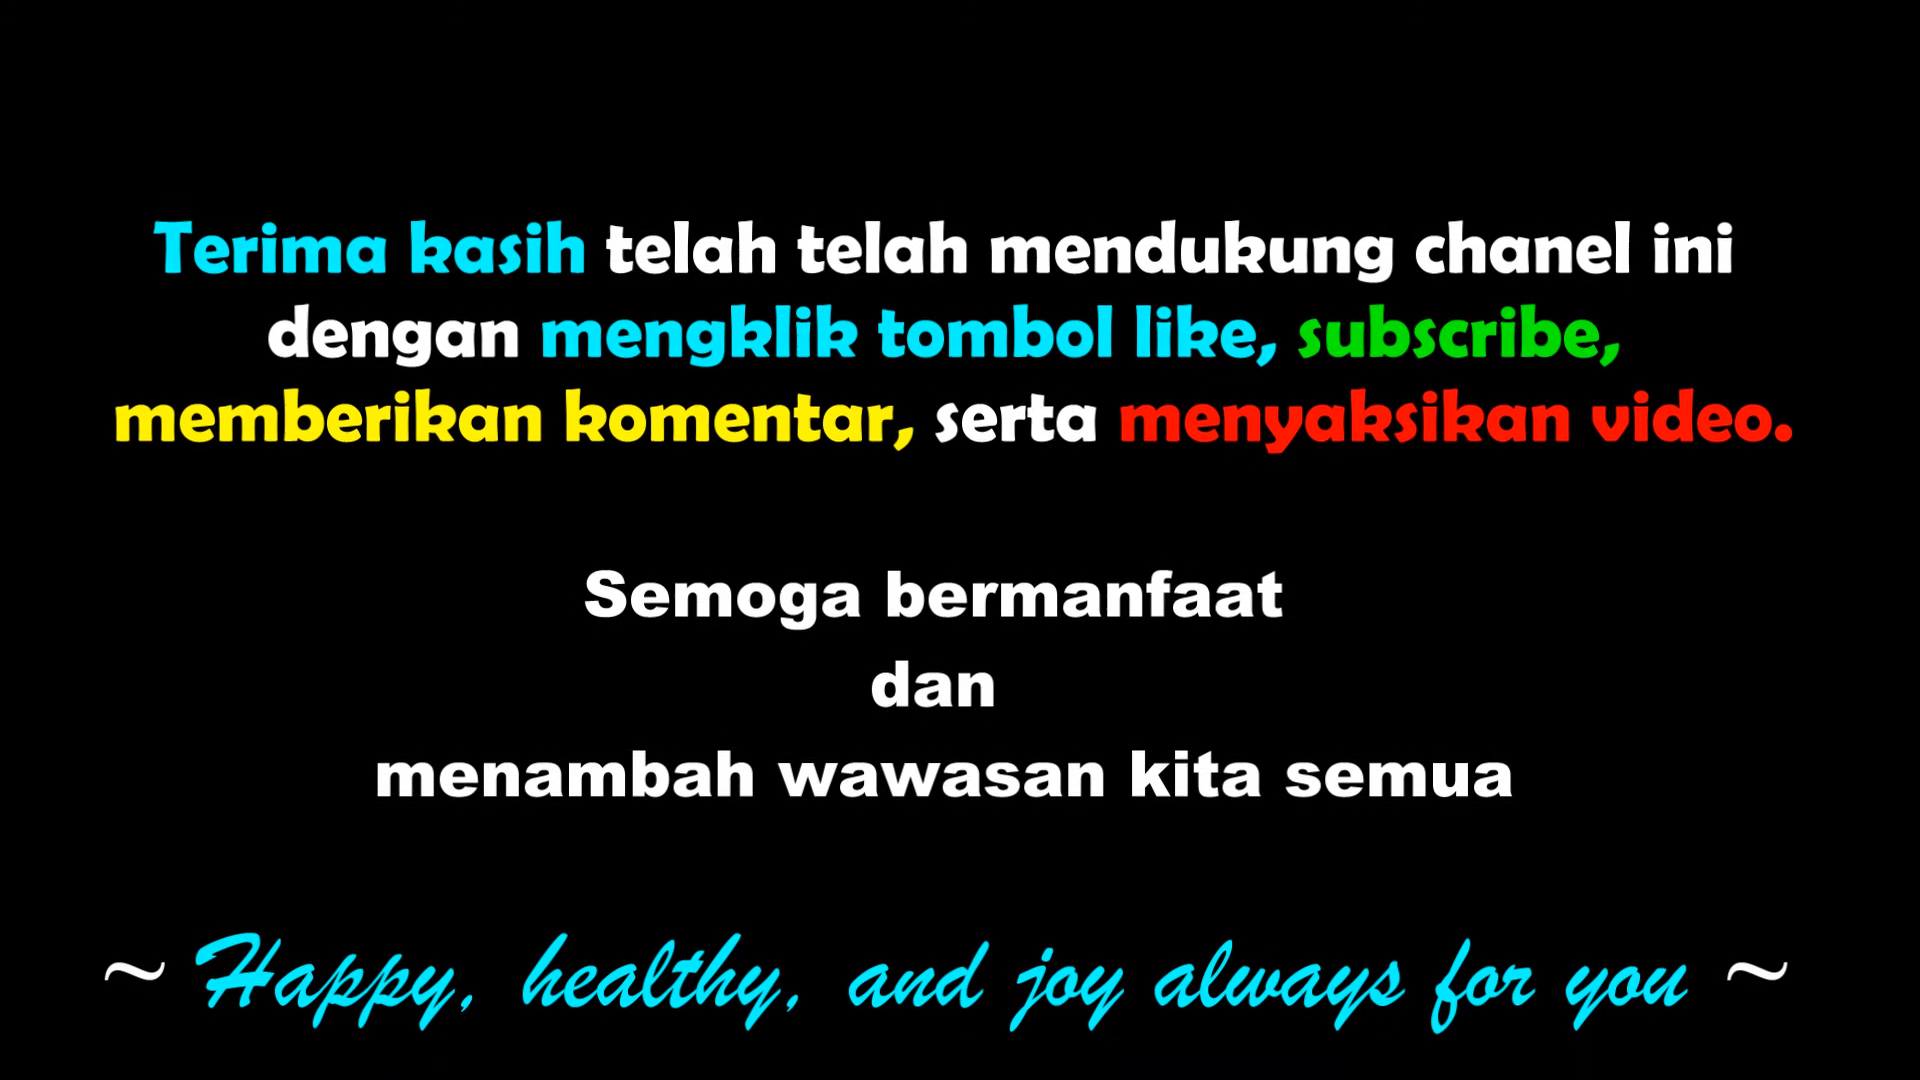 Terima kasih telah telah mendukung chanel ini
dengan mengklik tombol like, subscribe,
memberikan komentar, serta menyaksikan video.
Semoga bermanfaat
dan
menambah wawasan kita semua
~ Happy, healthy, and joy always for you ~